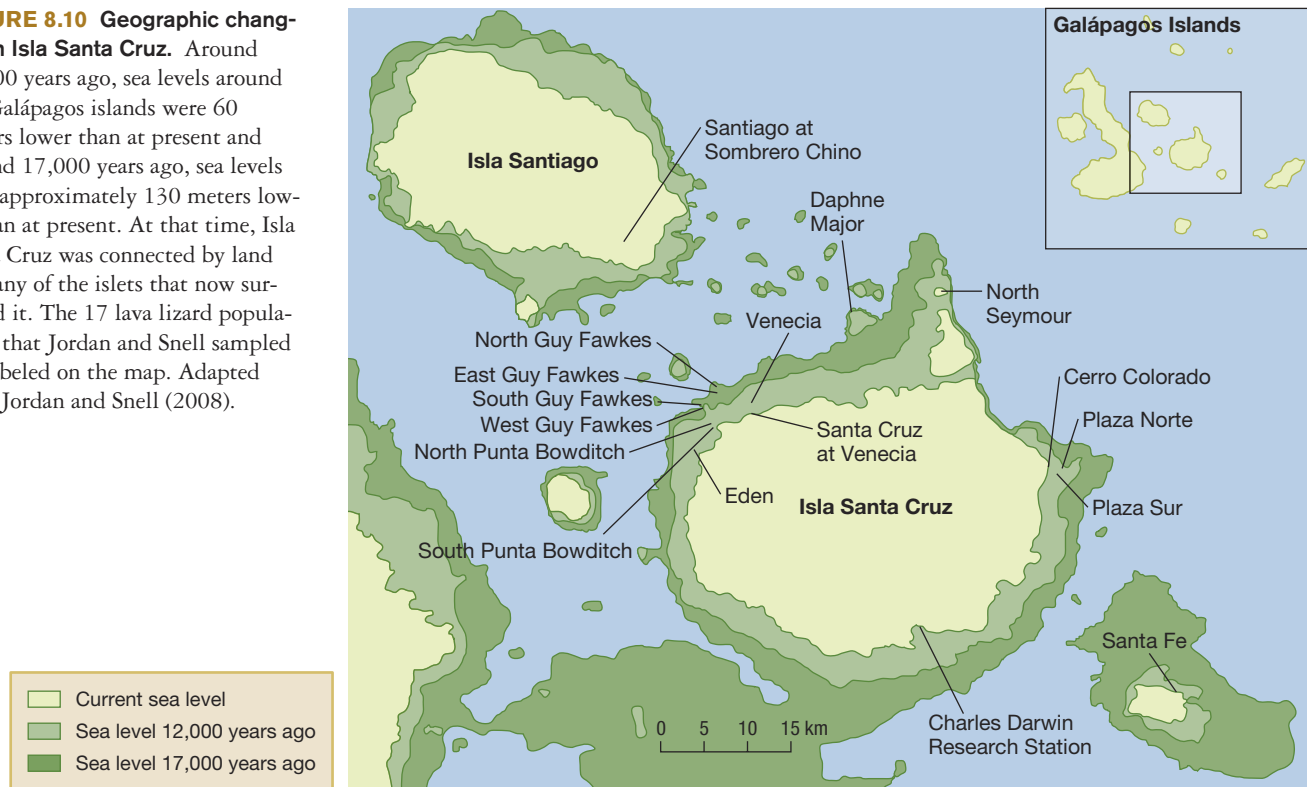 URE 8.10 Geographic chang-
n Isla Santa Cruz. Around
00 years ago, sea levels around
Galápagos islands were 60
rs lower than at present and
nd 17,000 years ago, sea levels
approximately 130 meters low-
an at present. At that time, Isla
Cruz was connected by land
any of the islets that now sur-
d it. The 17 lava lizard popula-
that Jordan and Snell sampled
beled on the map. Adapted
Jordan and Snell (2008).
Galápagos Islands
Isla Santiago
Santiago at
Sombrero Chino
Daphne
Major
North
Seymour
Venecia
North Guy Fawkes
East Guy Fawkes
South Guy Fawkes
West Guy Fawkes
North Punta Bowditch
Eden
South Punta Bowditch
Santa Cruz
at Venecia
Isla Santa Cruz
Cerro Colorado
Plaza Norte
Plaza Sur
Santa Fe
Charles Darwin
Research Station
0 5 10 15 km
Current sea level
Sea level 12,000 years ago
Sea level 17,000 years ago